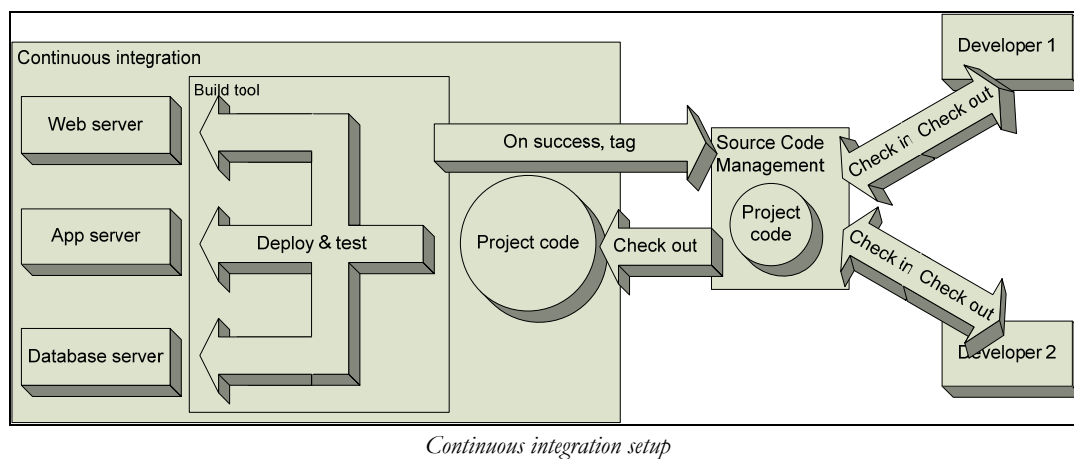 Continuous integration
Build tool
Web server
App server
Database server
Deploy & test
On success, tag
Project code
Check out
Source Code
Management
Project
code
Developer 1
Check in
Check out
Check in
Check out
Developer 2
Continuous integration setup